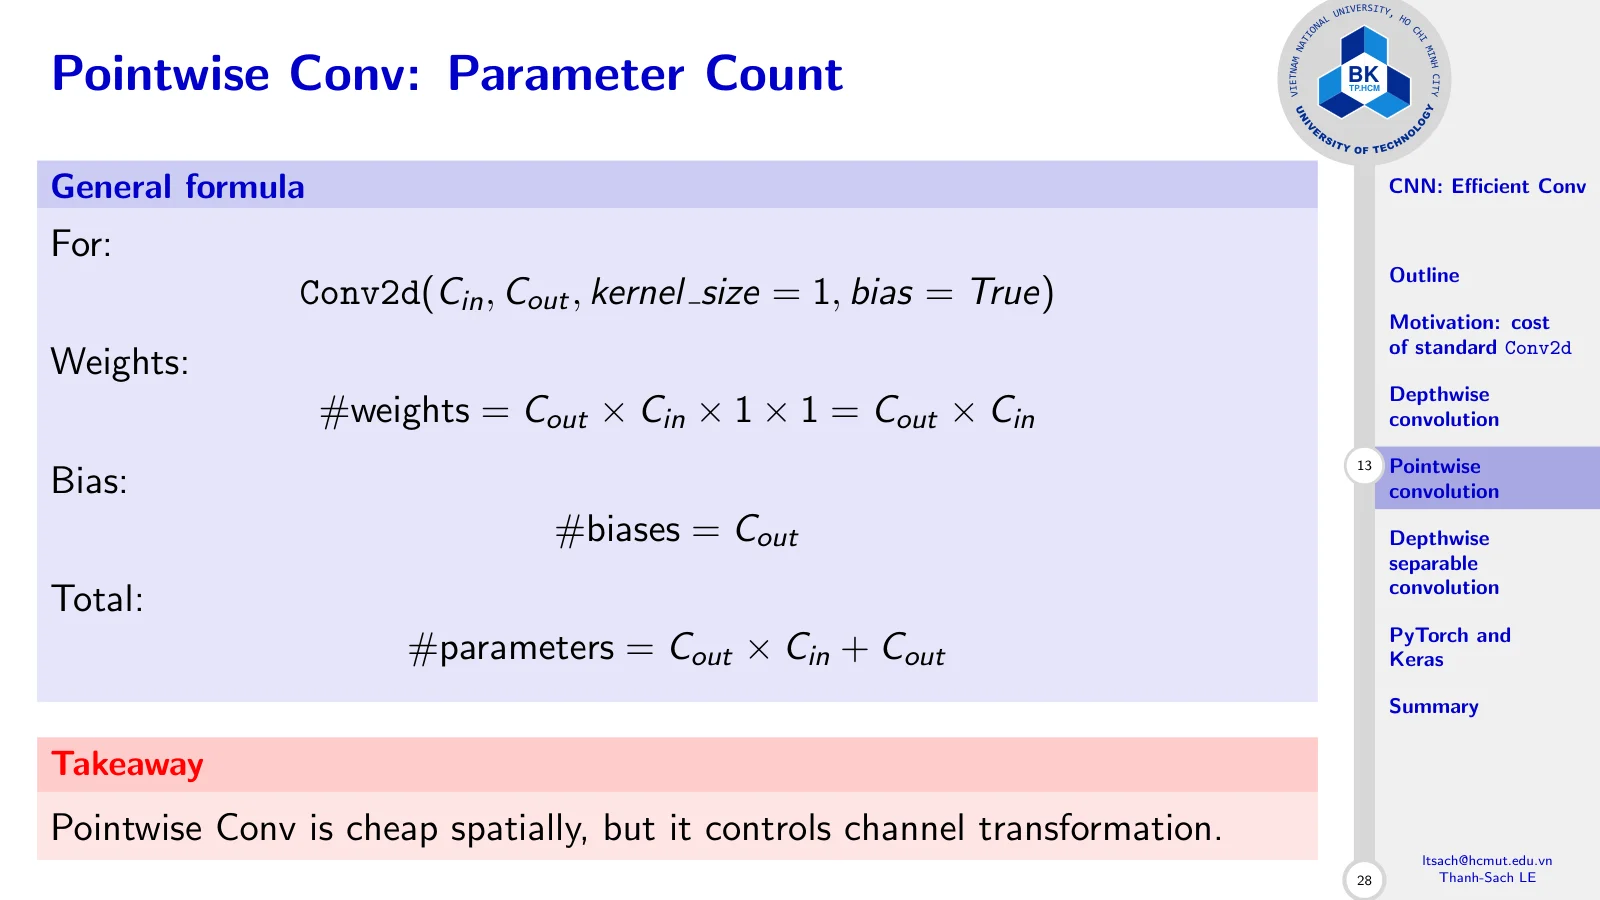 Pointwise Conv: Parameter Count
General formula
For:
Conv2d(C_in, C_out, kernel_size = 1, bias = True)
Weights:
#weights = C_out × C_in × 1 × 1 = C_out × C_in
Bias:
#biases = C_out
Total:
#parameters = C_out × C_in + C_out
Takeaway
Pointwise Conv is cheap spatially, but it controls channel transformation.
VIETNAM NATIONAL UNIVERSITY, HO CHI MINH CITY
BK
TP.HCM
UNIVERSITY OF TECHNOLOGY
CNN: Efficient Conv
Outline
Motivation: cost
of standard Conv2d
Depthwise
convolution
13
Pointwise
convolution
Depthwise
separable
convolution
PyTorch and
Keras
Summary
ltsach@hcmut.edu.vn
Thanh-Sach LE
28